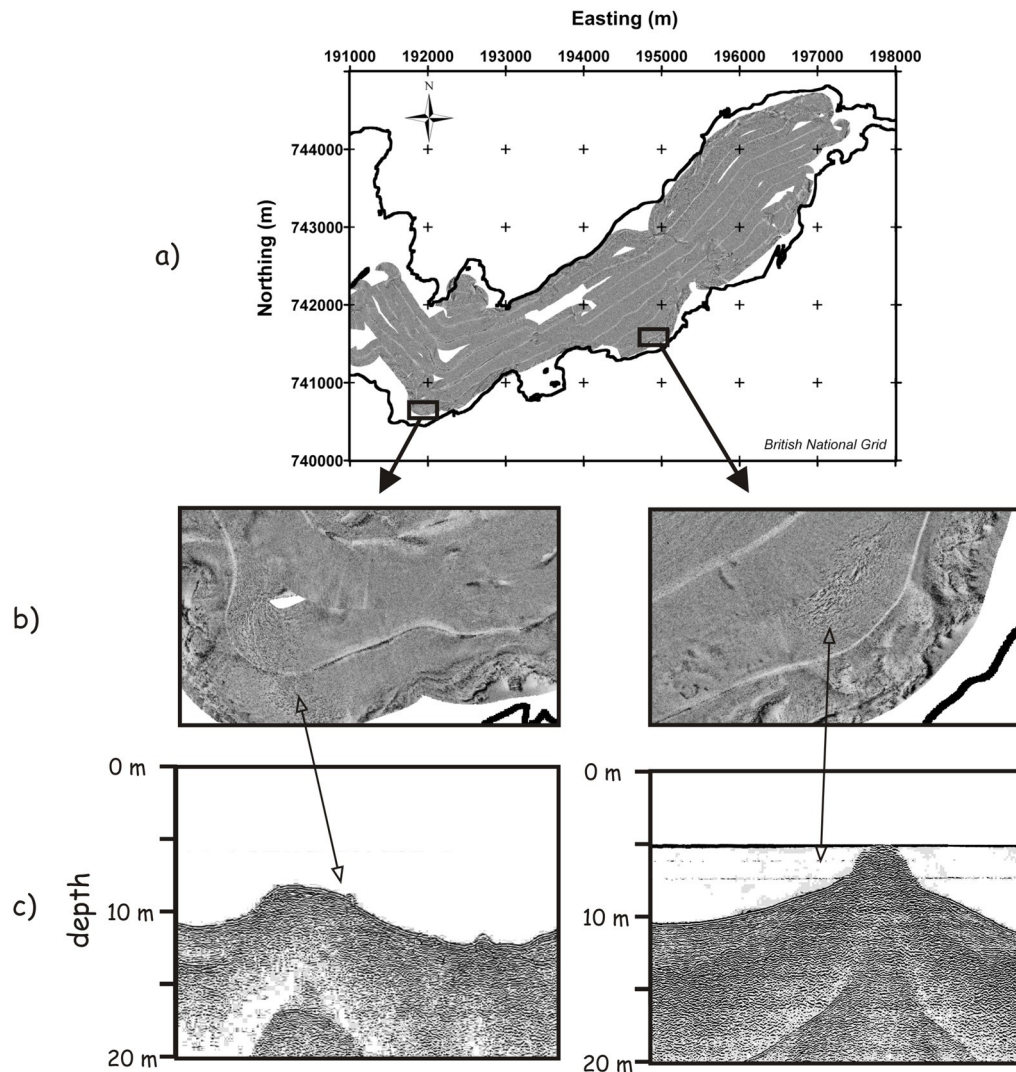 Easting (m)
191000 192000 193000 194000 195000 196000 197000 198000
N
744000
743000
742000
741000
740000
Northing (m)
British National Grid
a)
b)
0 m
0 m
c)
depth
10 m
10 m
20 m
20 m